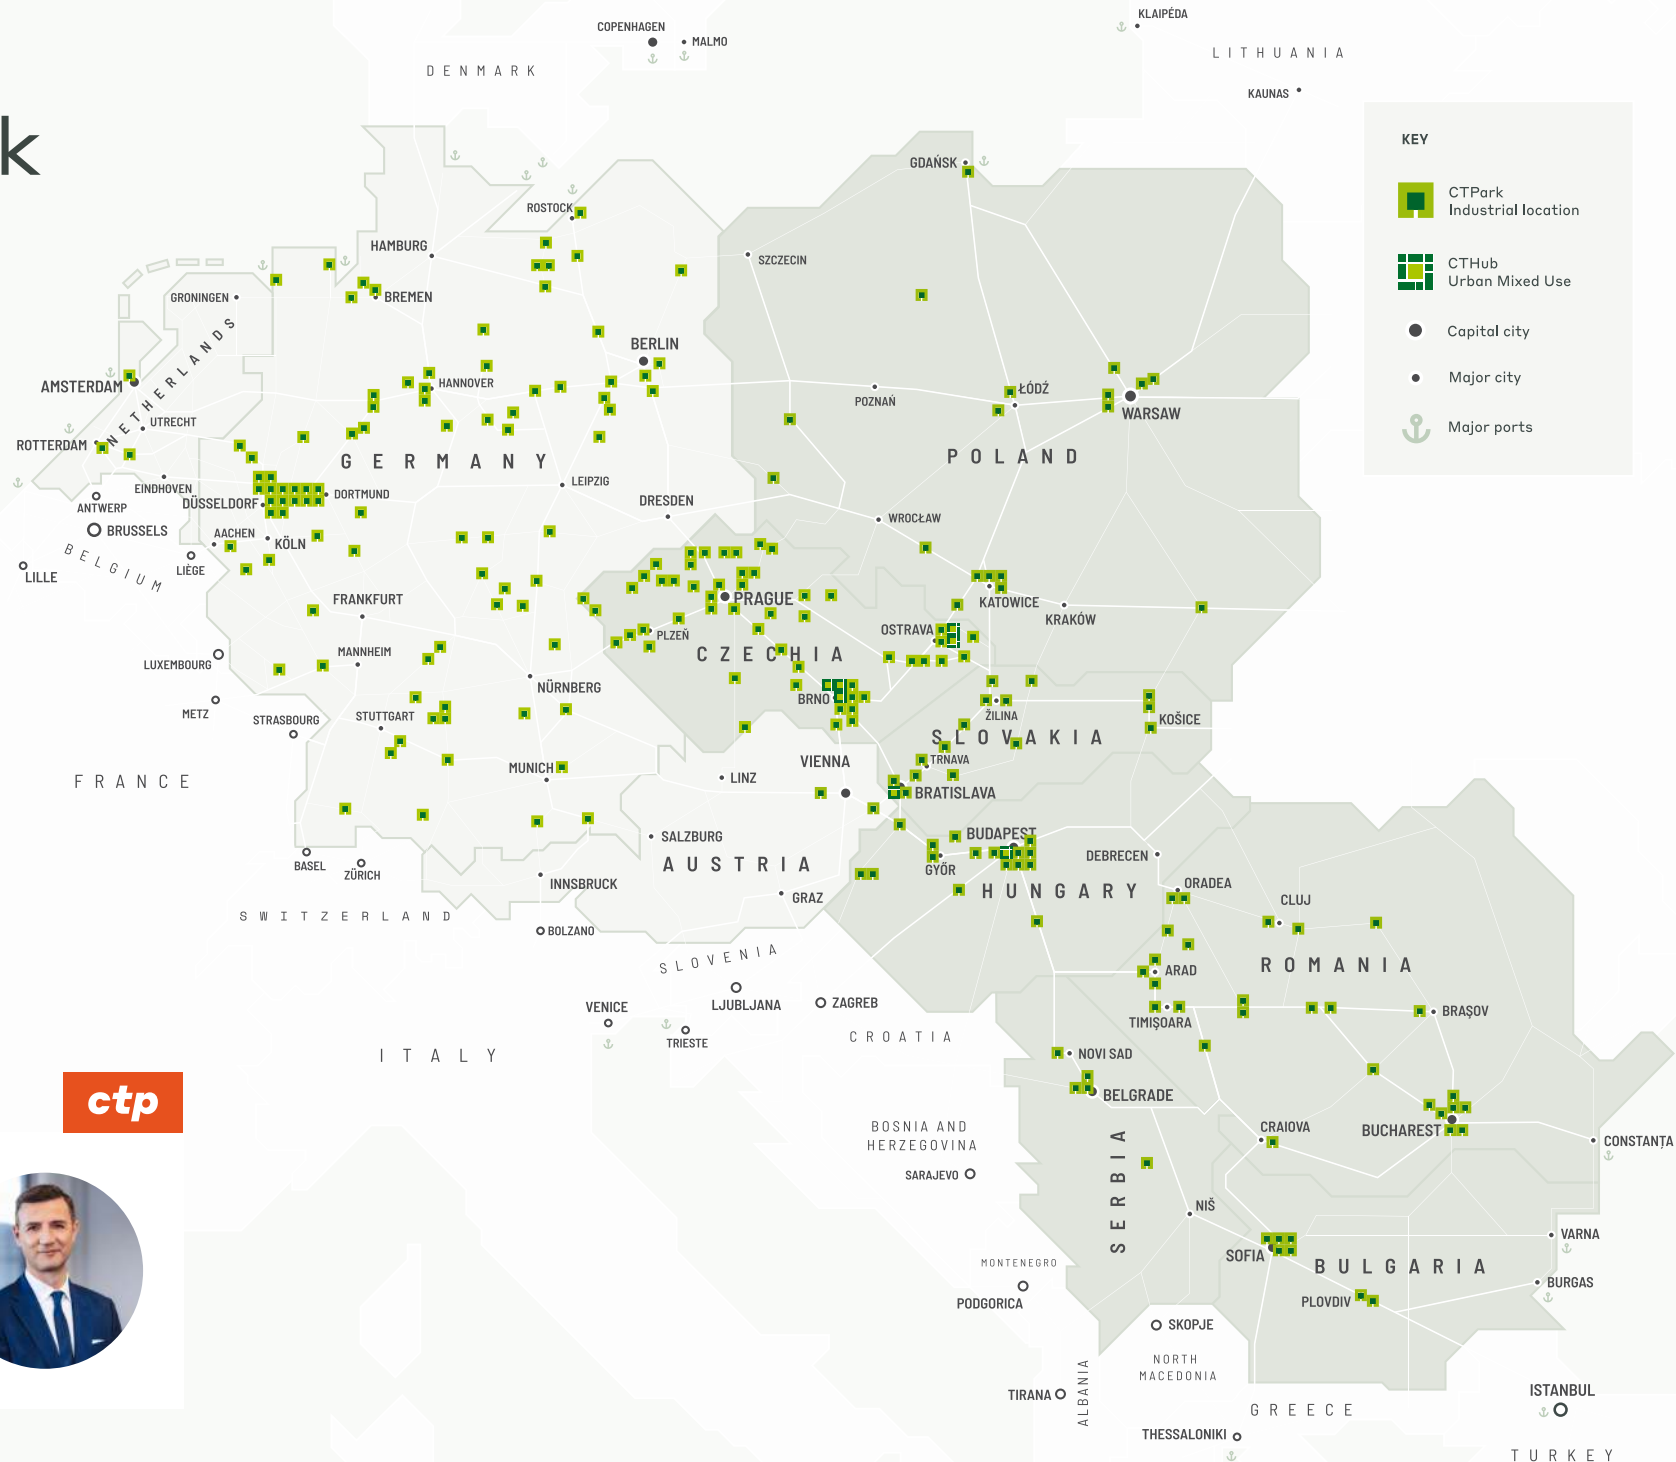 k
COPENHAGEN
MALMO
DENMARK
KLAIPÉDA
LITHUANIA
KAUNAS
KEY
CTPark
Industrial location
CTHub
Urban Mixed Use
Capital city
Major city
Major ports
GDAŃSK
ROSTOCK
HAMBURG
SZCZECIN
GRONINGEN
BREMEN
NETHERLANDS
BERLIN
AMSTERDAM
HANNOVER
POZNAŃ
ŁÓDŹ
WARSAW
UTRECHT
ROTTERDAM
GERMANY
POLAND
EINDHOVEN
LEIPZIG
DORTMUND
ANTWERP
DÜSSELDORF
DRESDEN
BRUSSELS
WROCŁAW
AACHEN
KÖLN
BELGIUM
LIÈGE
LILLE
FRANKFURT
PRAGUE
KATOWICE
KRAKÓW
OSTRAVA
PLZEŇ
CZECHIA
LUXEMBOURG
MANNHEIM
NÜRNBERG
BRNO
METZ
STRASBOURG
STUTTGART
ŽILINA
KOŠICE
SLOVAKIA
TRNAVA
VIENNA
FRANCE
MUNICH
LINZ
BRATISLAVA
SALZBURG
BUDAPEST
DEBRECEN
BASEL
ZÜRICH
AUSTRIA
GYŐR
INNSBRUCK
GRAZ
HUNGARY
ORADEA
CLUJ
SWITZERLAND
BOLZANO
SLOVENIA
ROMANIA
ARAD
LJUBLJANA
ZAGREB
VENICE
TRIESTE
CROATIA
TIMIŞOARA
BRAŞOV
ITALY
NOVI SAD
BELGRADE
ctp
BOSNIA AND
HERZEGOVINA
CRAIOVA
BUCHAREST
CONSTANȚA
SARAJEVO
SERBIA
NIŠ
VARNA
SOFIA
BULGARIA
MONTENEGRO
BURGAS
PODGORICA
PLOVDIV
SKOPJE
NORTH
MACEDONIA
TIRANA
ALBANIA
ISTANBUL
GREECE
THESSALONIKI
TURKEY